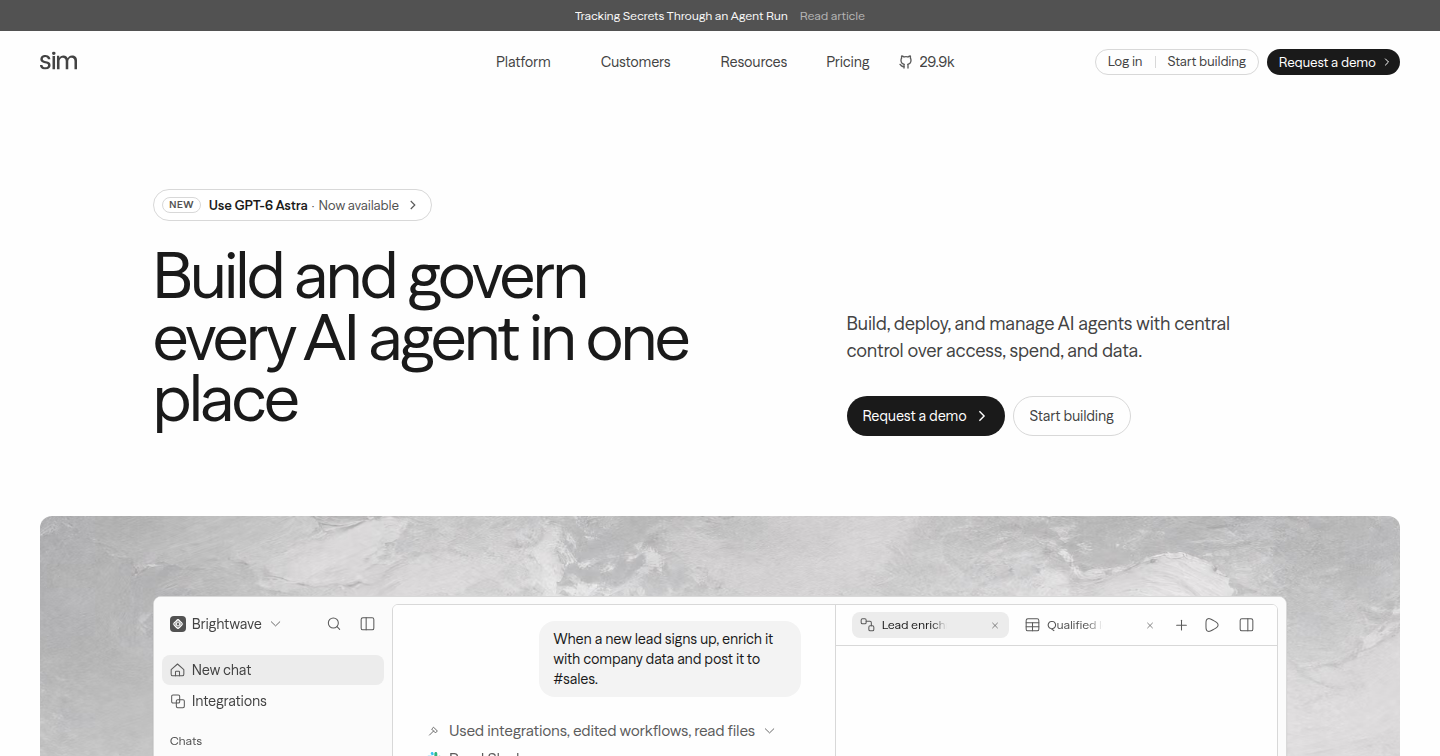 Tracking Secrets Through an Agent Run Read article
sim
Platform Customers Resources Pricing 29.9k
Log in Start building Request a demo
NEW Use GPT-6 Astra · Now available
Build and govern
every AI agent in one
place
Build, deploy, and manage AI agents with central
control over access, spend, and data.
Request a demo Start building
Brightwave
New chat
Integrations
Chats
When a new lead signs up, enrich it
with company data and post it to
#sales.
Used integrations, edited workflows, read files
Lead enrich
Qualified